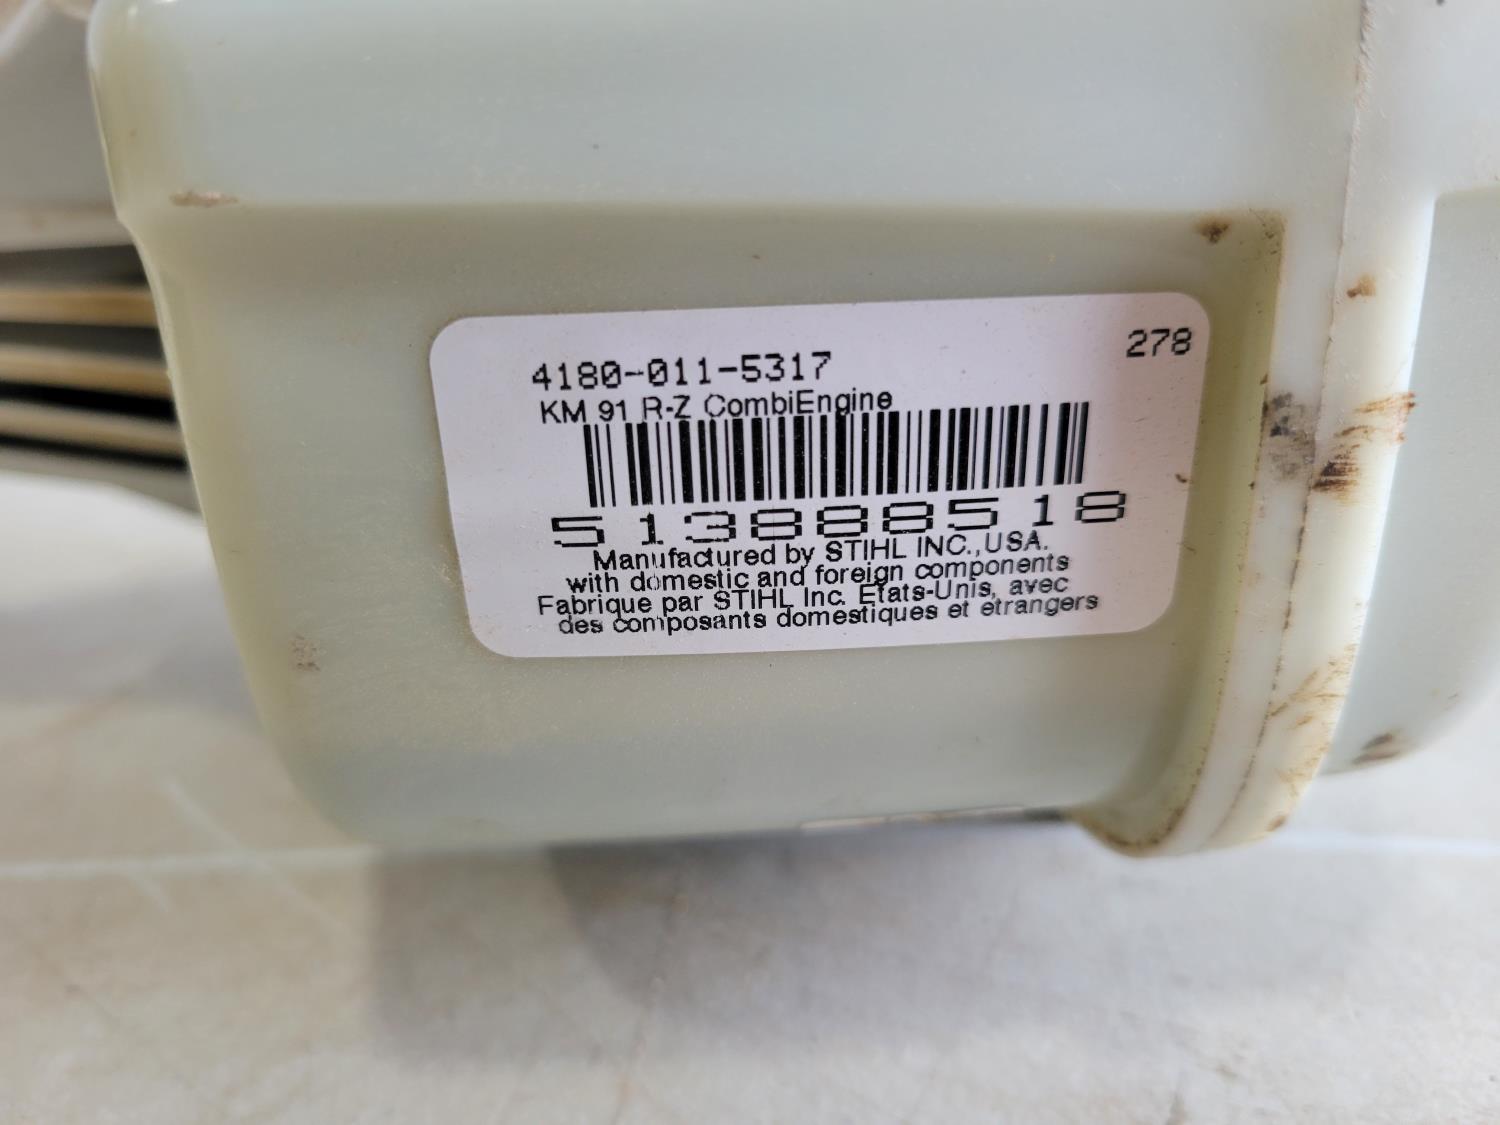 278
4180-011-5317
KM 91 R-Z CombiEngine
513888518
Manufactured by STIHL INC.,USA.
with domestic and foreign components
Fabrique par STIHL Inc. Etats-Unis, avec
des composants domestiques et etrangers